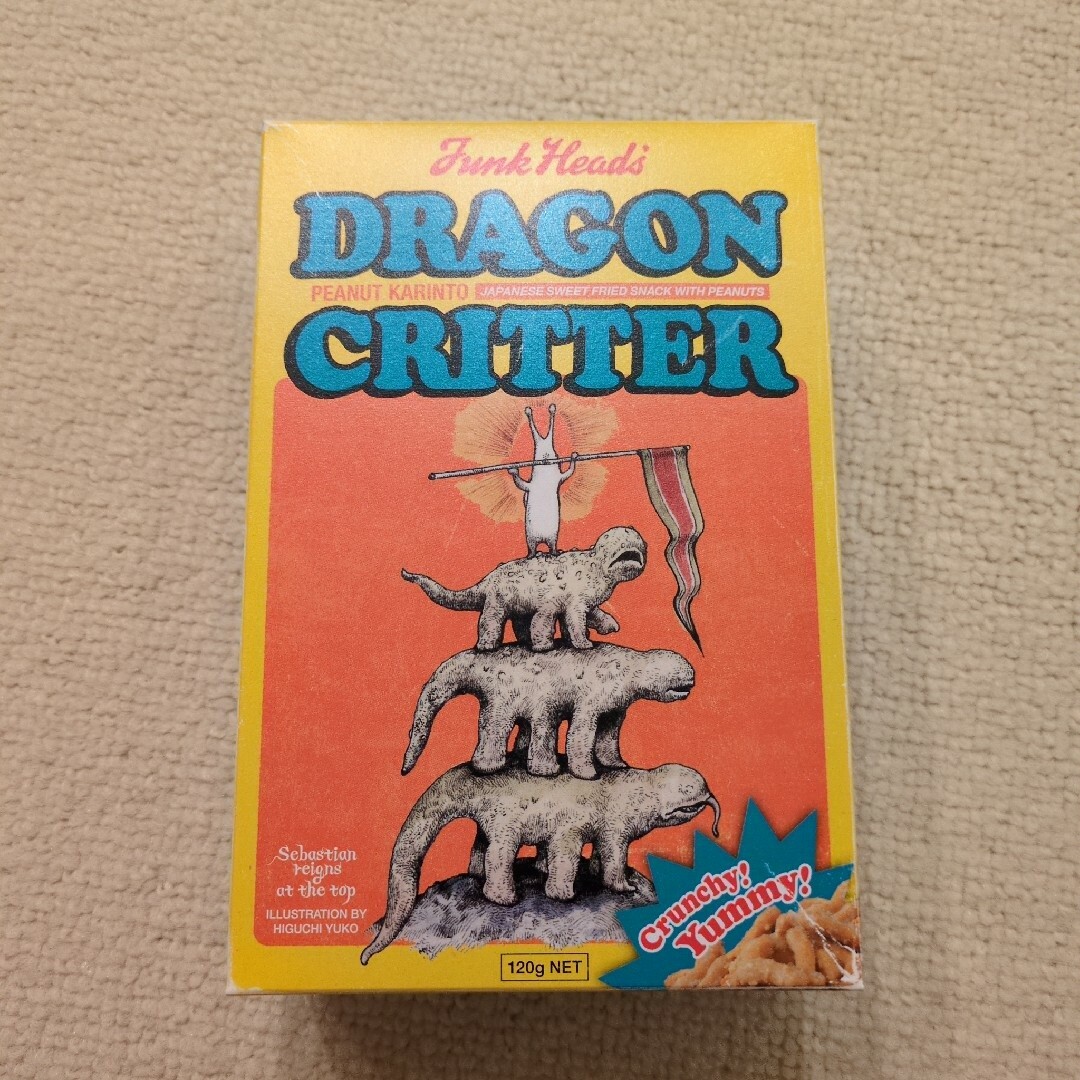 Junk Head's
DRAGON
PEANUT KARINTO JAPANESE SWEET FRIED SNACK WITH PEANUTS
CRITTER
Sebastian
reigns
at the top
ILLUSTRATION BY
HIGUCHI YUKO
Crunchy!
Yummy!
120g NET